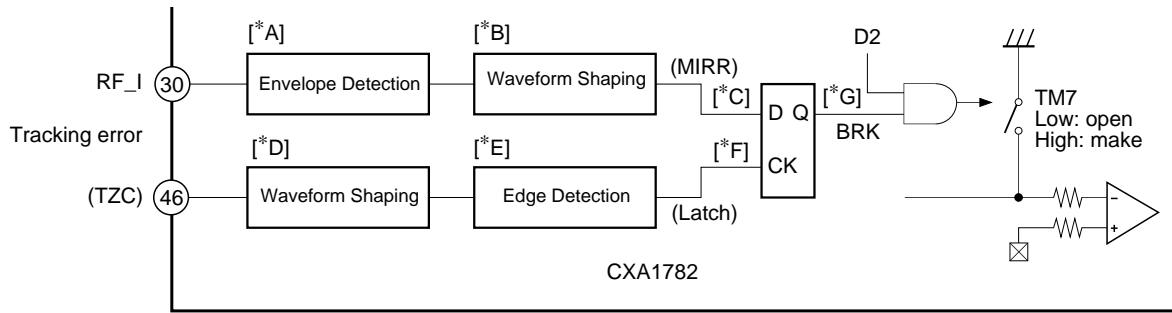 [*A]
[*B]
D2
RF_I
30
Envelope Detection
Waveform Shaping
(MIRR)
[*C]
[*G]
D Q
BRK
TM7
Low: open
High: make
Tracking error
[*D]
[*E]
[*F]
CK
(TZC)
46
Waveform Shaping
Edge Detection
(Latch)
−
+
CXA1782